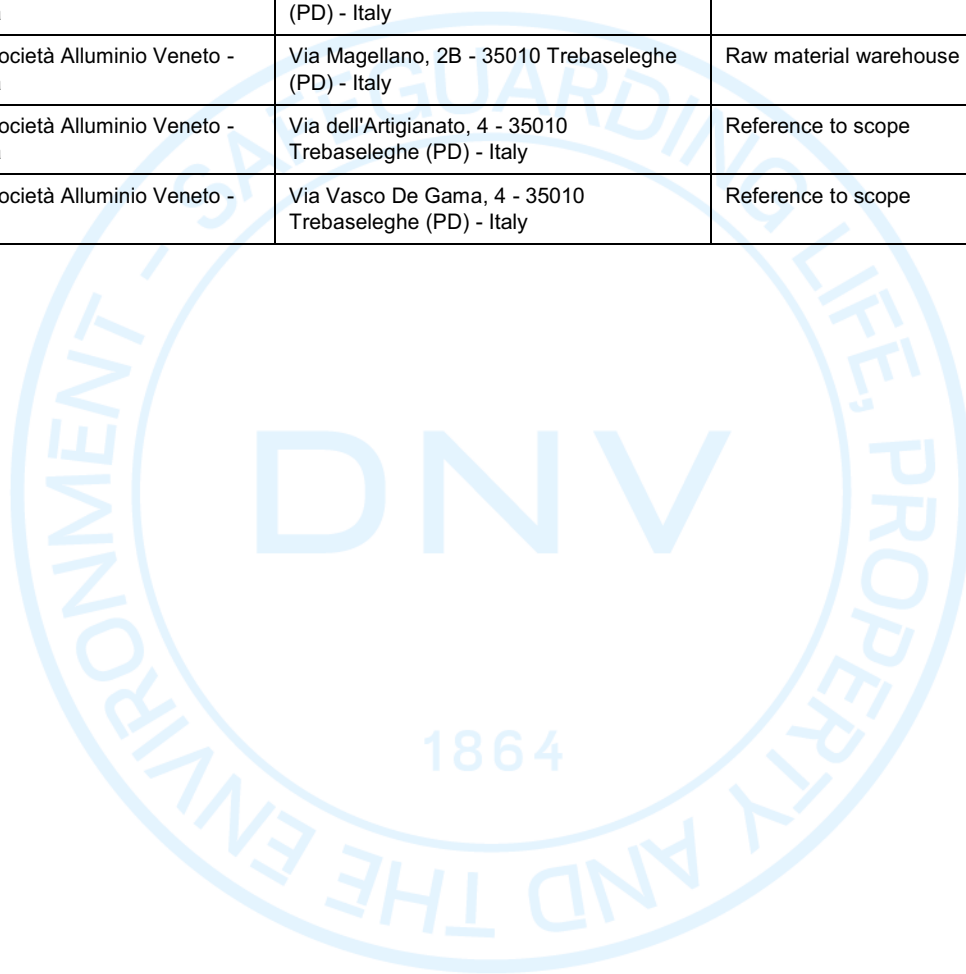 (PD) - Italy
ocietà Alluminio Veneto -
Via Magellano, 2B - 35010 Trebaseleghe
(PD) - Italy
Raw material warehouse
ocietà Alluminio Veneto -
Via dell'Artigianato, 4 - 35010
Trebaseleghe (PD) - Italy
Reference to scope
ocietà Alluminio Veneto -
Via Vasco De Gama, 4 - 35010
Trebaseleghe (PD) - Italy
Reference to scope
SAFEGUARDING LIFE, PROPERTY AND THE ENVIRONMENT -
DNV
1864